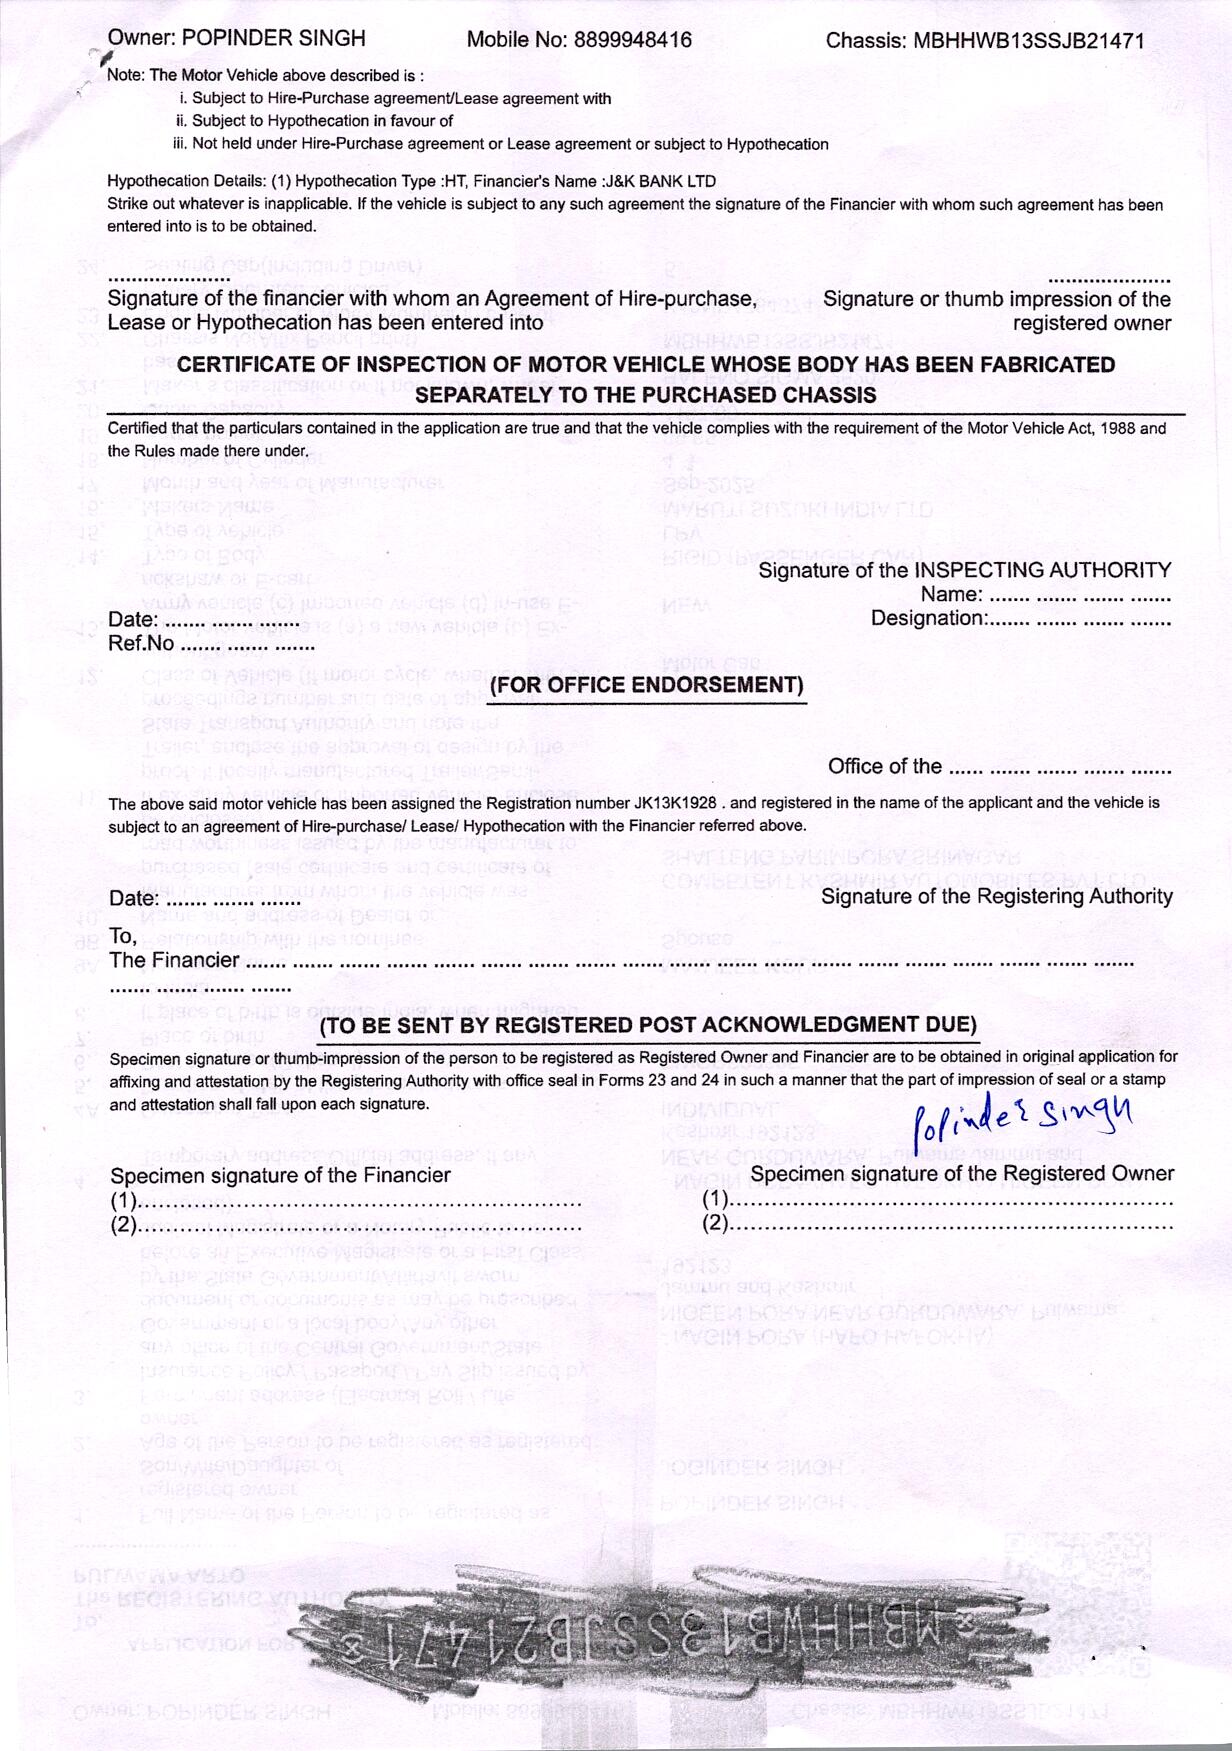 Owner: POPINDER SINGH Mobile No: 8899948416 Chassis: MBHHWB13SSJB21471
Note: The Motor Vehicle above described is :
i. Subject to Hire-Purchase agreement/Lease agreement with
ii. Subject to Hypothecation in favour of
iii. Not held under Hire-Purchase agreement or Lease agreement or subject to Hypothecation
Hypothecation Details: (1) Hypothecation Type :HT, Financier's Name :J&K BANK LTD
Strike out whatever is inapplicable. If the vehicle is subject to any such agreement the signature of the Financier with whom such agreement has been
entered into is to be obtained.
..................... .....................
Signature of the financier with whom an Agreement of Hire-purchase, Signature or thumb impression of the
Lease or Hypothecation has been entered into registered owner
CERTIFICATE OF INSPECTION OF MOTOR VEHICLE WHOSE BODY HAS BEEN FABRICATED
SEPARATELY TO THE PURCHASED CHASSIS
Certified that the particulars contained in the application are true and that the vehicle complies with the requirement of the Motor Vehicle Act, 1988 and
the Rules made there under.
Signature of the INSPECTING AUTHORITY
Name: ....... ....... ....... .......
Date: ....... ....... ....... Designation:....... ....... ....... .......
Ref.No ....... ....... .......
(FOR OFFICE ENDORSEMENT)
Office of the ...... ...... ....... ....... .......
The above said motor vehicle has been assigned the Registration number JK13K1928 . and registered in the name of the applicant and the vehicle is
subject to an agreement of Hire-purchase/ Lease/ Hypothecation with the Financier referred above.
Date: ....... ....... ....... Signature of the Registering Authority
To,
The Financier ....... ....... ....... ....... ....... ....... ....... ....... ....... ....... ....... ....... ....... ....... ....... ....... ....... ....... .......
....... ....... ....... .......
(TO BE SENT BY REGISTERED POST ACKNOWLEDGMENT DUE)
Specimen signature or thumb-impression of the person to be registered as Registered Owner and Financier are to be obtained in original application for
affixing and attestation by the Registering Authority with office seal in Forms 23 and 24 in such a manner that the part of impression of seal or a stamp
and attestation shall fall upon each signature.
Popinder Singh
Specimen signature of the Financier Specimen signature of the Registered Owner
(1)........................................................................ (1)........................................................................
(2)........................................................................ (2)........................................................................
MBHHWB13SSJB21471